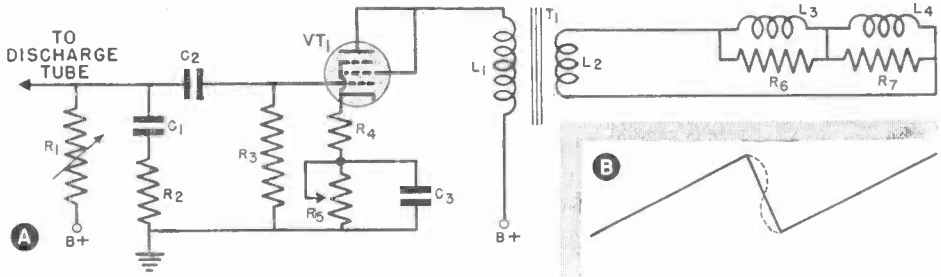 TO
DISCHARGE
TUBE
C2
VT1
L1
T1
L2
L3
L4
R6
R7
R1
C1
R2
R3
R4
R5
C3
B+
B+
A
B